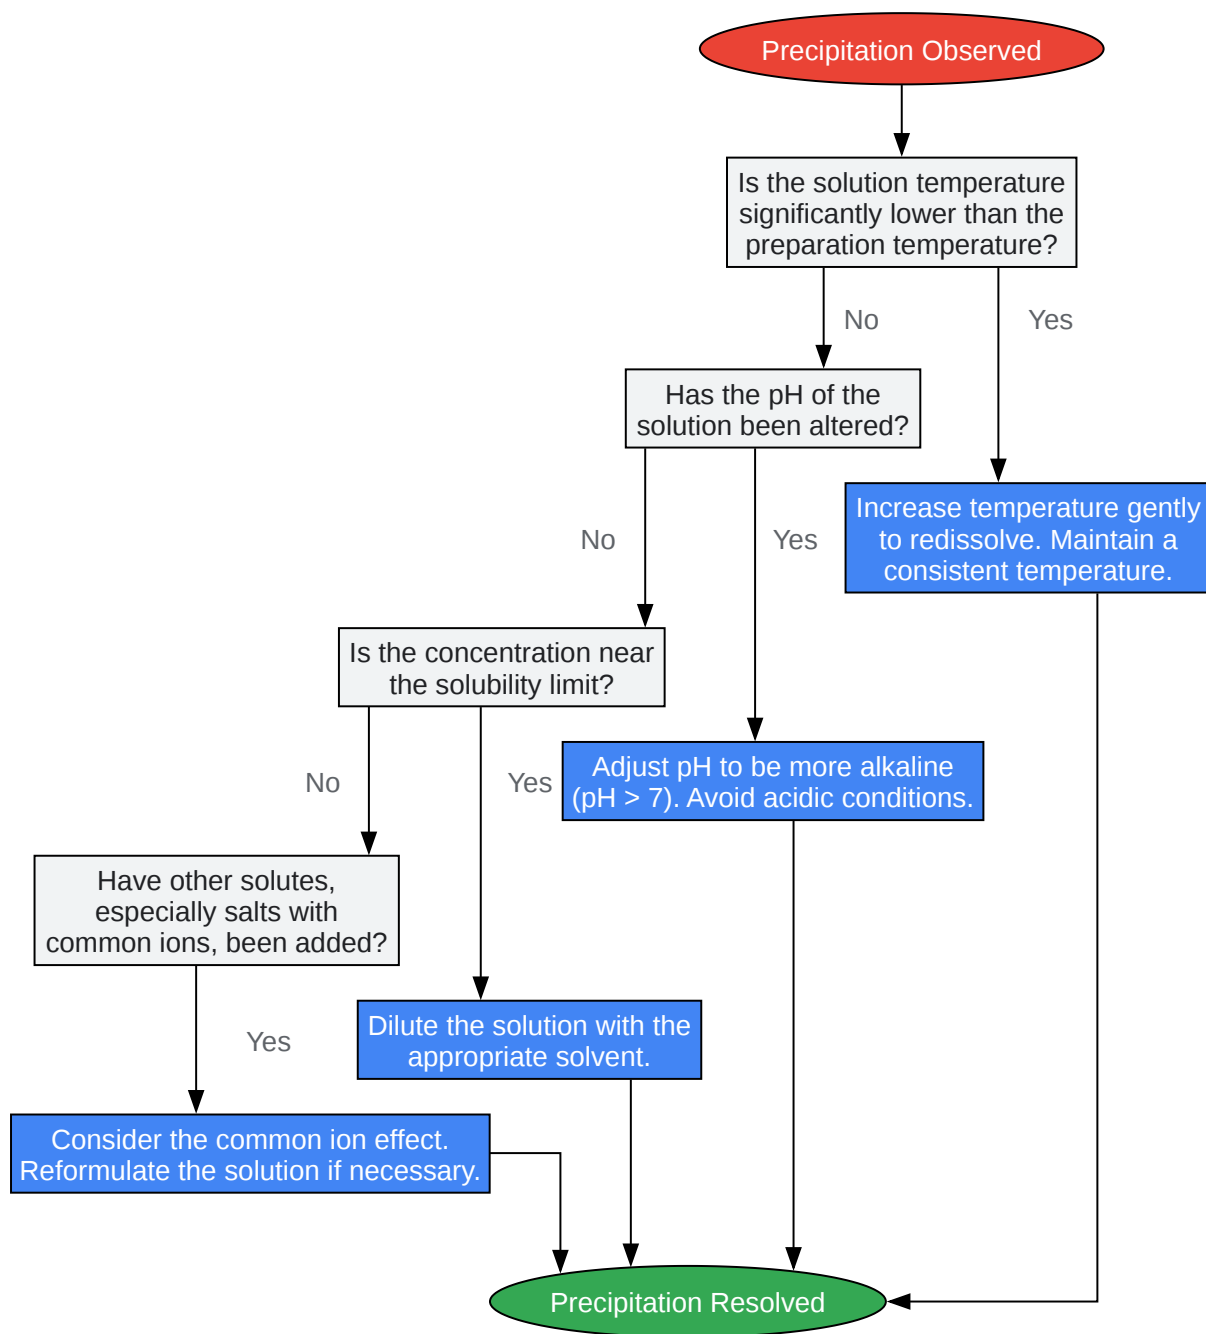 Precipitation Observed
Is the solution temperature
significantly lower than the
preparation temperature?
No
Yes
Has the pH of the
solution been altered?
Increase temperature gently
to redissolve. Maintain a
consistent temperature.
No
Yes
Is the concentration near
the solubility limit?
Adjust pH to be more alkaline
(pH > 7). Avoid acidic conditions.
No
Yes
Have other solutes,
especially salts with
common ions, been added?
Dilute the solution with the
appropriate solvent.
Yes
Consider the common ion effect.
Reformulate the solution if necessary.
Precipitation Resolved